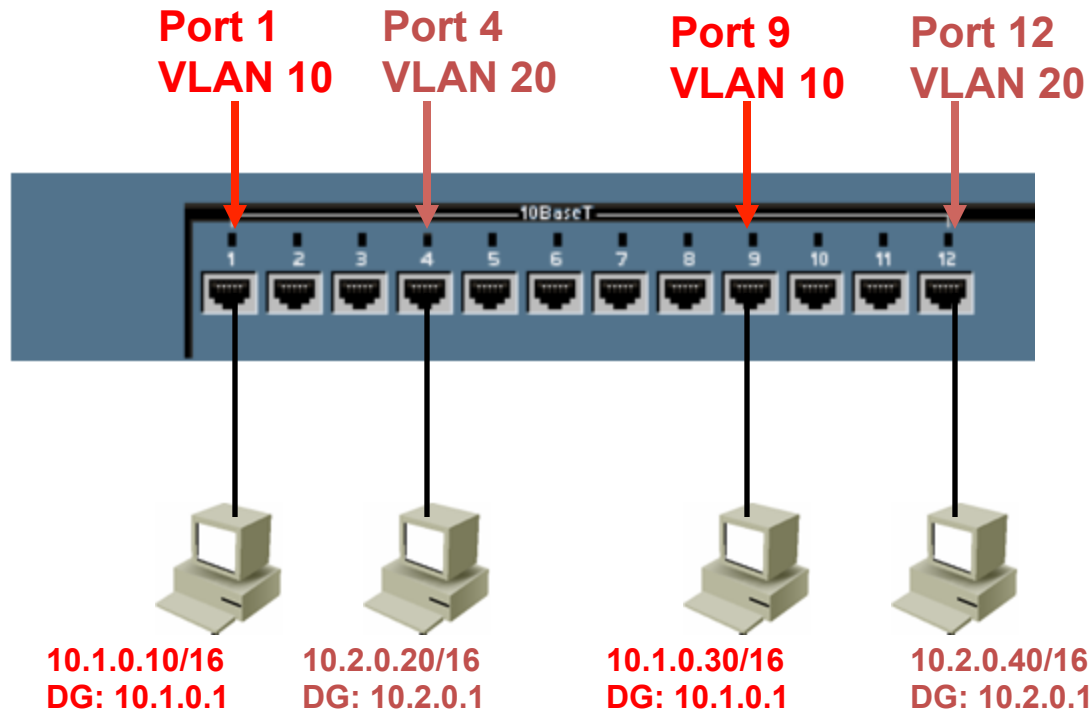 Port 1
VLAN 10
Port 4
VLAN 20
Port 9
VLAN 10
Port 12
VLAN 20
10BaseT
1 2 3 4 5 6 7 8 9 10 11 12
10.1.0.10/16
DG: 10.1.0.1
10.2.0.20/16
DG: 10.2.0.1
10.1.0.30/16
DG: 10.1.0.1
10.2.0.40/16
DG: 10.2.0.1